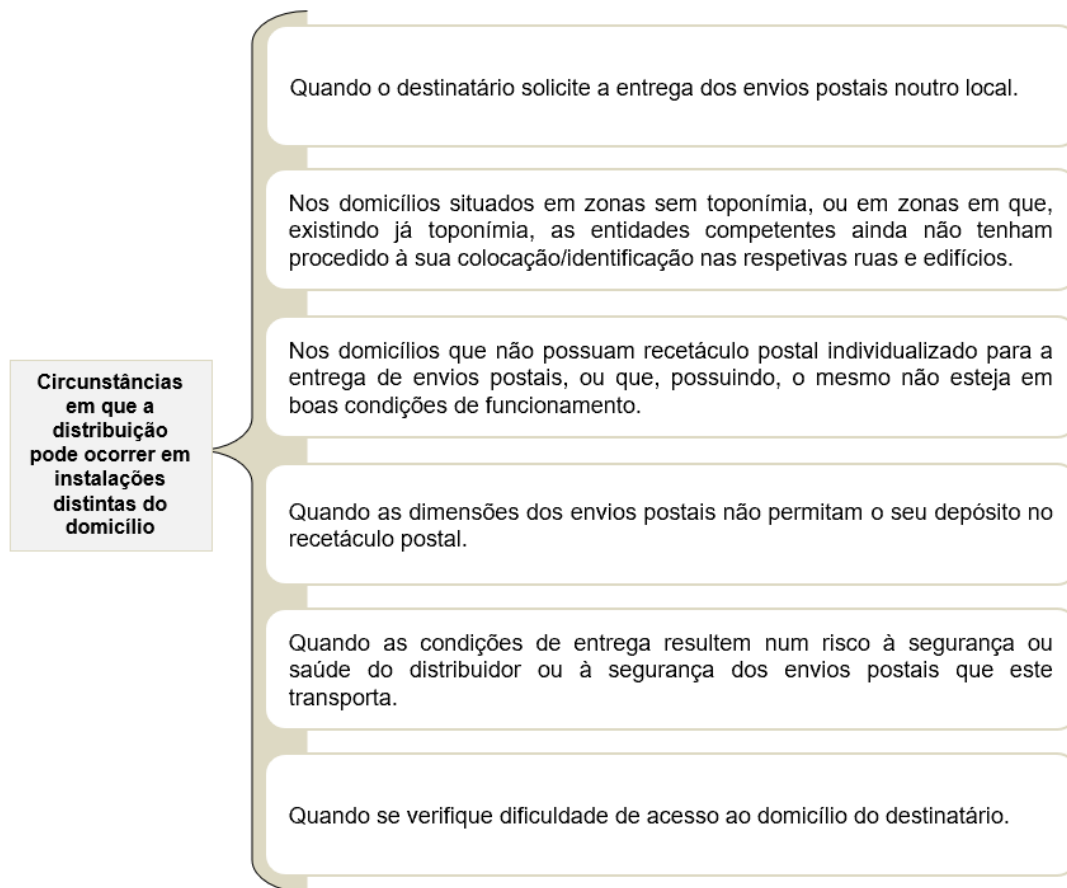 Quando o destinatário solicite a entrega dos envios postais noutro local.
Nos domicílios situados em zonas sem toponímia, ou em zonas em que,
existindo já toponímia, as entidades competentes ainda não tenham
procedido à sua colocação/identificação nas respetivas ruas e edifícios.
Circunstâncias
em que a
distribuição
pode ocorrer em
instalações
distintas do
domicílio
Nos domicílios que não possuam recetáculo postal individualizado para a
entrega de envios postais, ou que, possuindo, o mesmo não esteja em
boas condições de funcionamento.
Quando as dimensões dos envios postais não permitam o seu depósito no
recetáculo postal.
Quando as condições de entrega resultem num risco à segurança ou
saúde do distribuidor ou à segurança dos envios postais que este
transporta.
Quando se verifique dificuldade de acesso ao domicílio do destinatário.